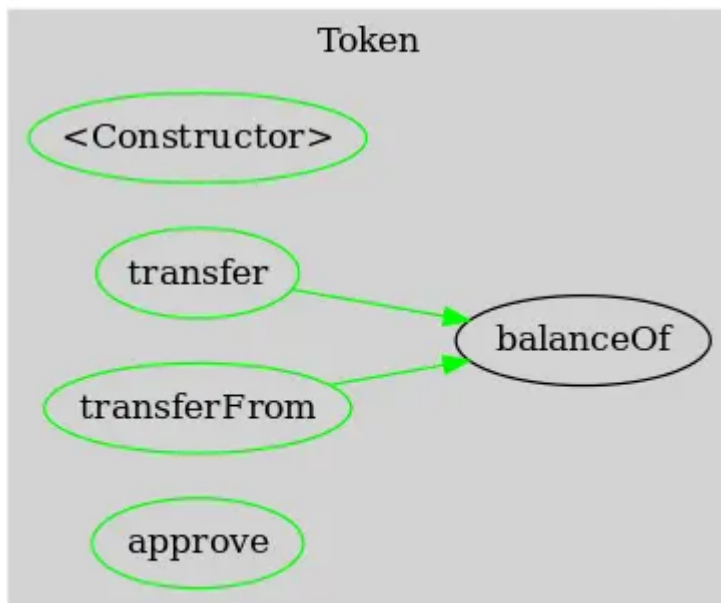 Token
<Constructor>
transfer
balanceOf
transferFrom
approve